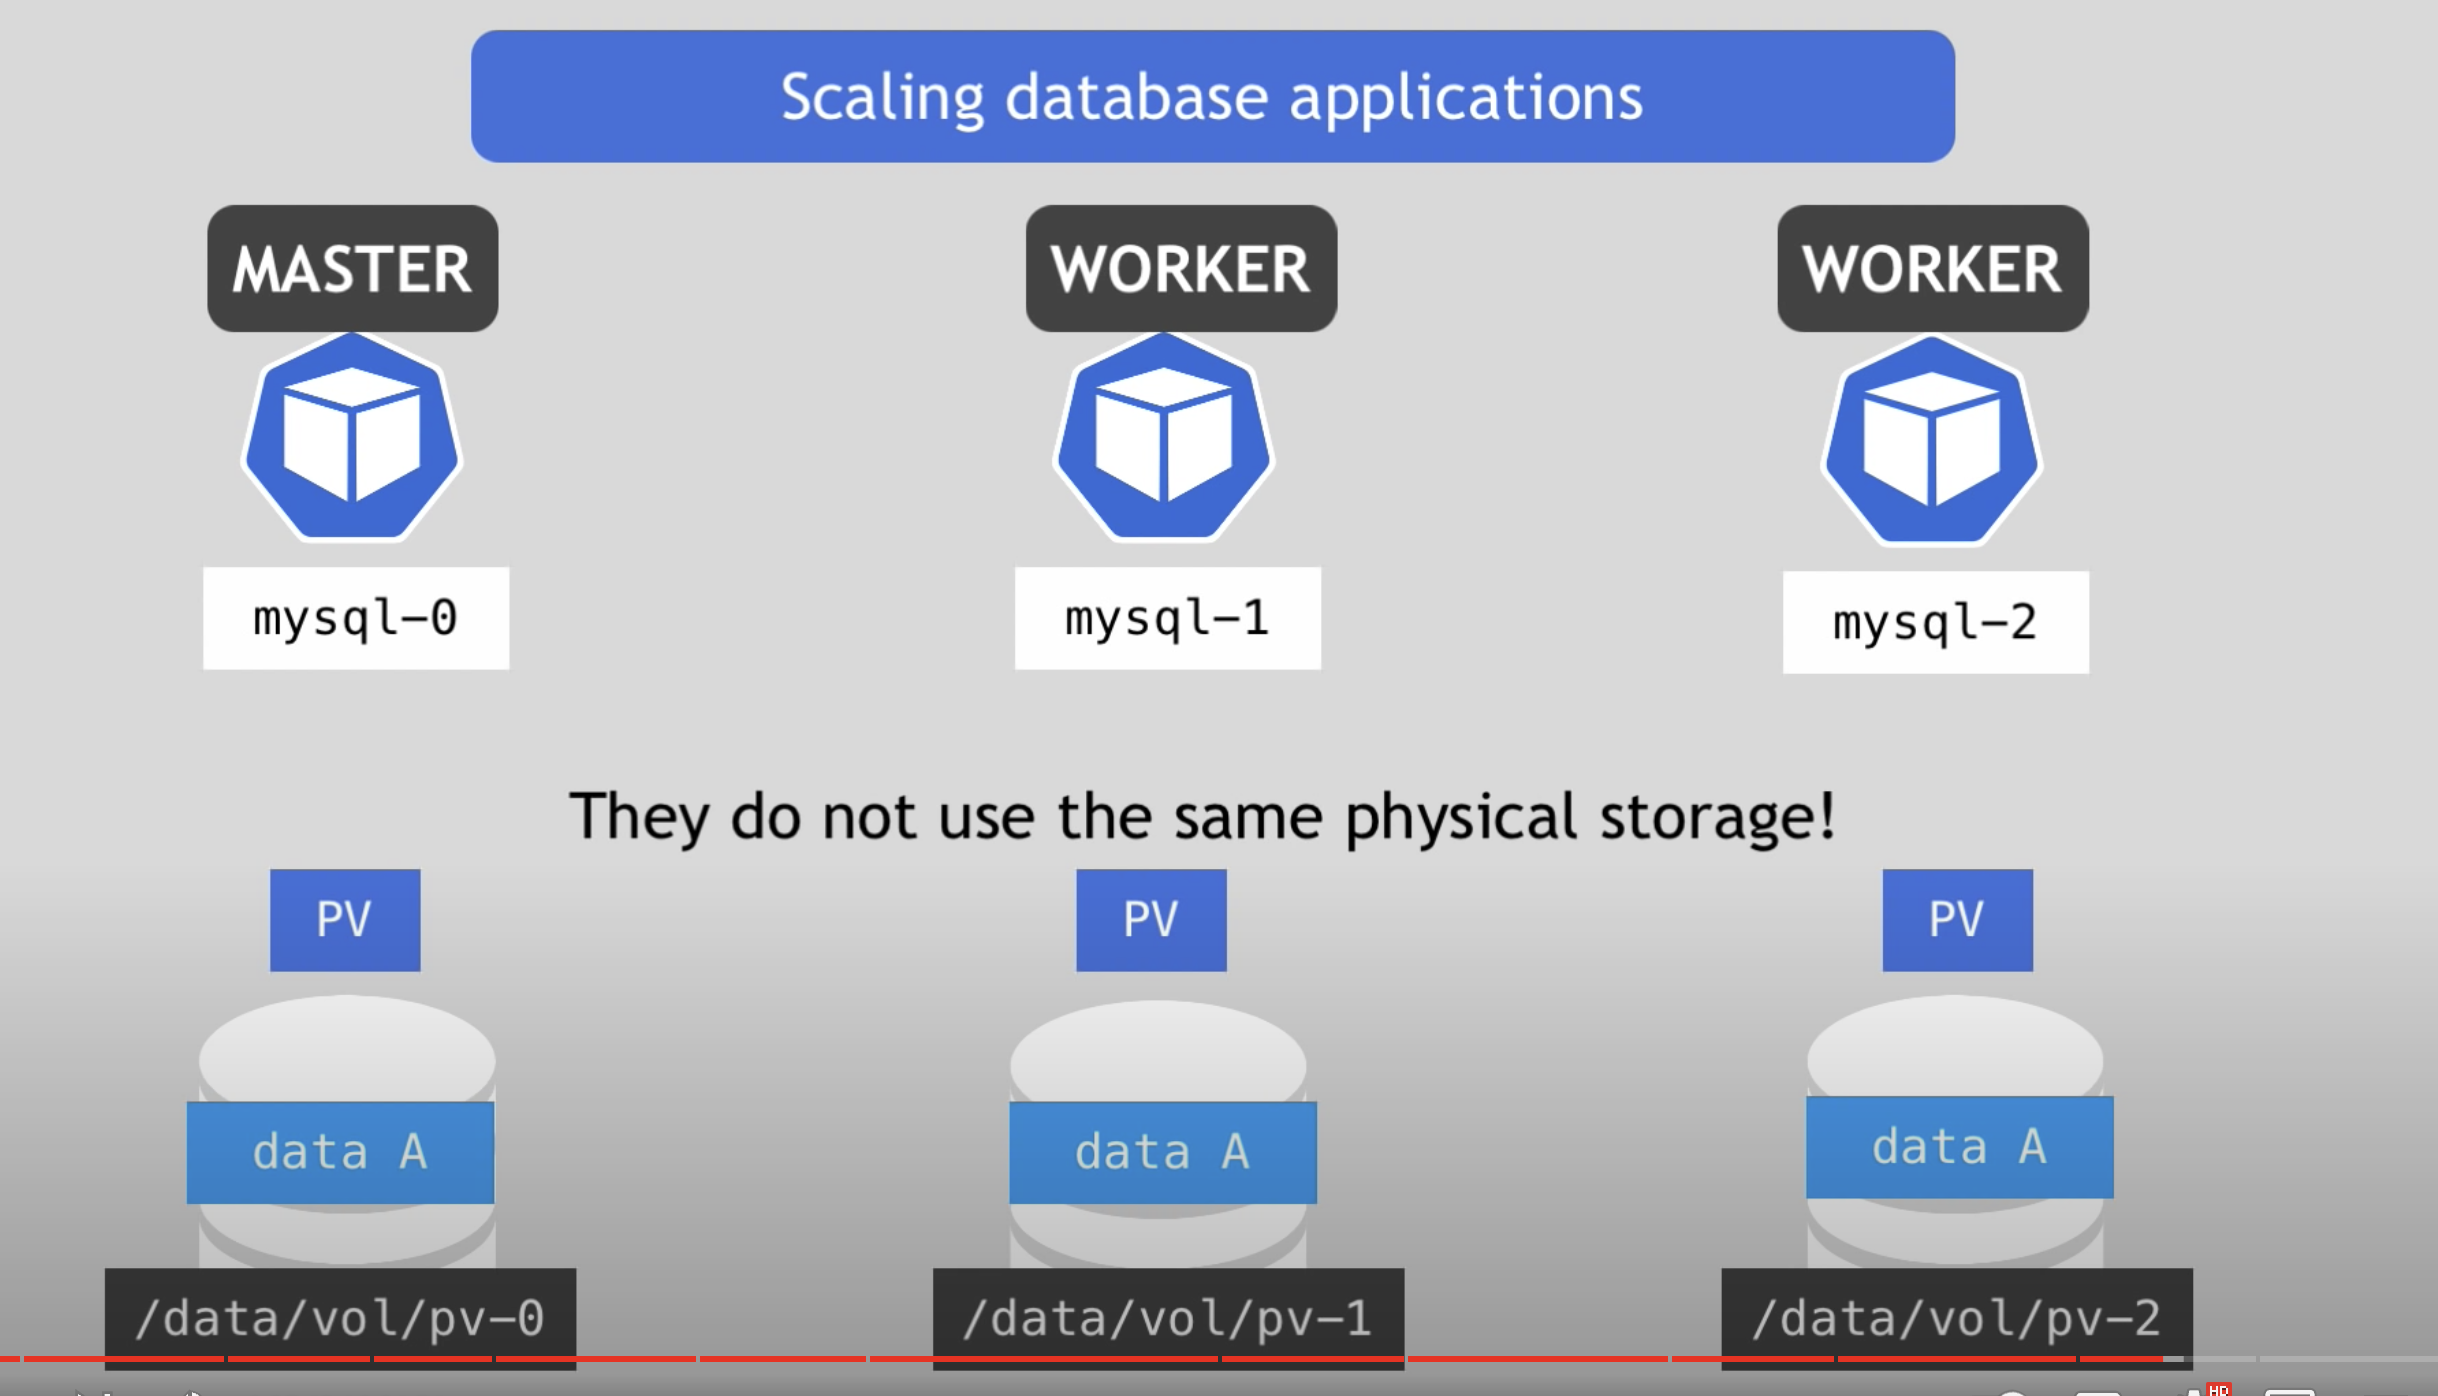 Scaling database applications
MASTER
WORKER
WORKER
mysql-0
mysql-1
mysql-2
They do not use the same physical storage!
PV
PV
PV
data A
data A
data A
/data/vol/pv-0
/data/vol/pv-1
/data/vol/pv-2
HD